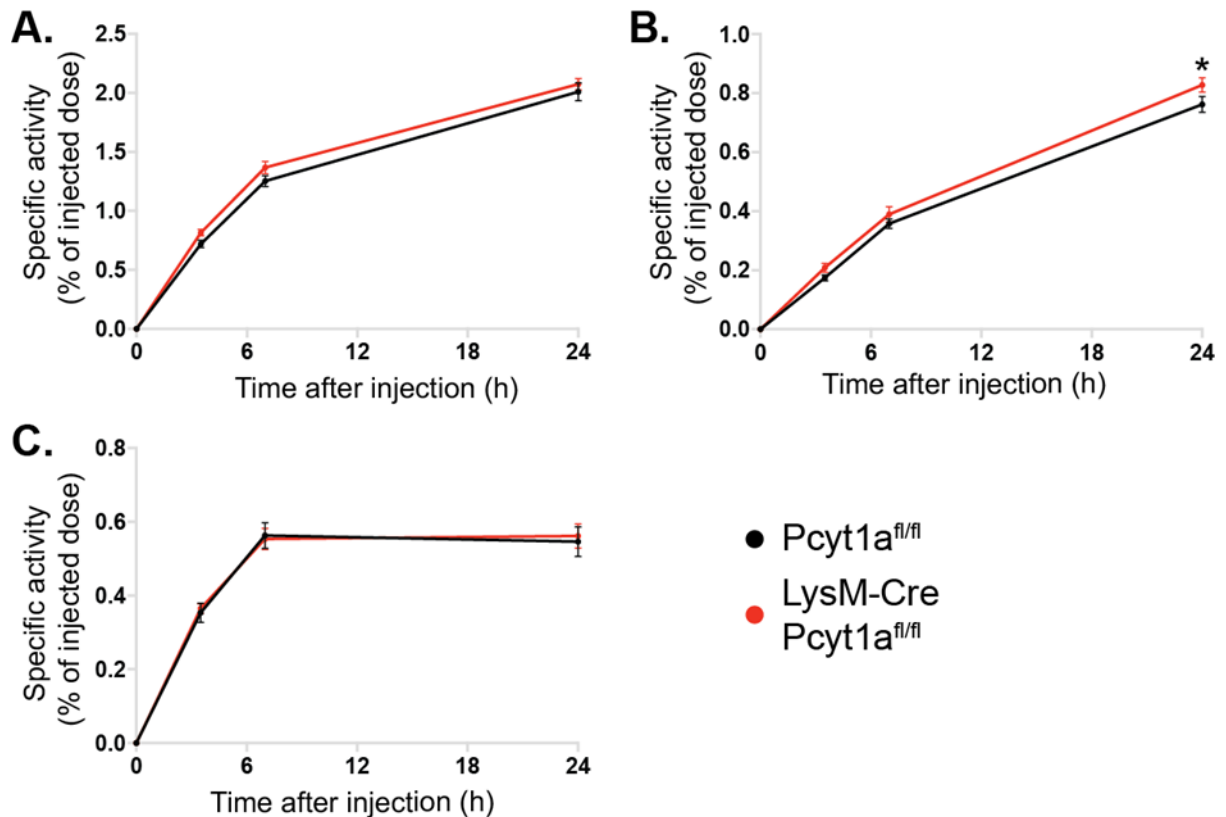 A.
Specific activity
(% of injected dose)
2.5
2.0
1.5
1.0
0.5
0.0
0
6
12
18
24
Time after injection (h)
B.
Specific activity
(% of injected dose)
1.0
0.8
0.6
0.4
0.2
0.0
*
0
6
12
18
24
Time after injection (h)
C.
Specific activity
(% of injected dose)
0.8
0.6
0.4
0.2
0.0
0
6
12
18
24
Time after injection (h)
Pcyt1a^fl/fl
LysM-Cre
Pcyt1a^fl/fl